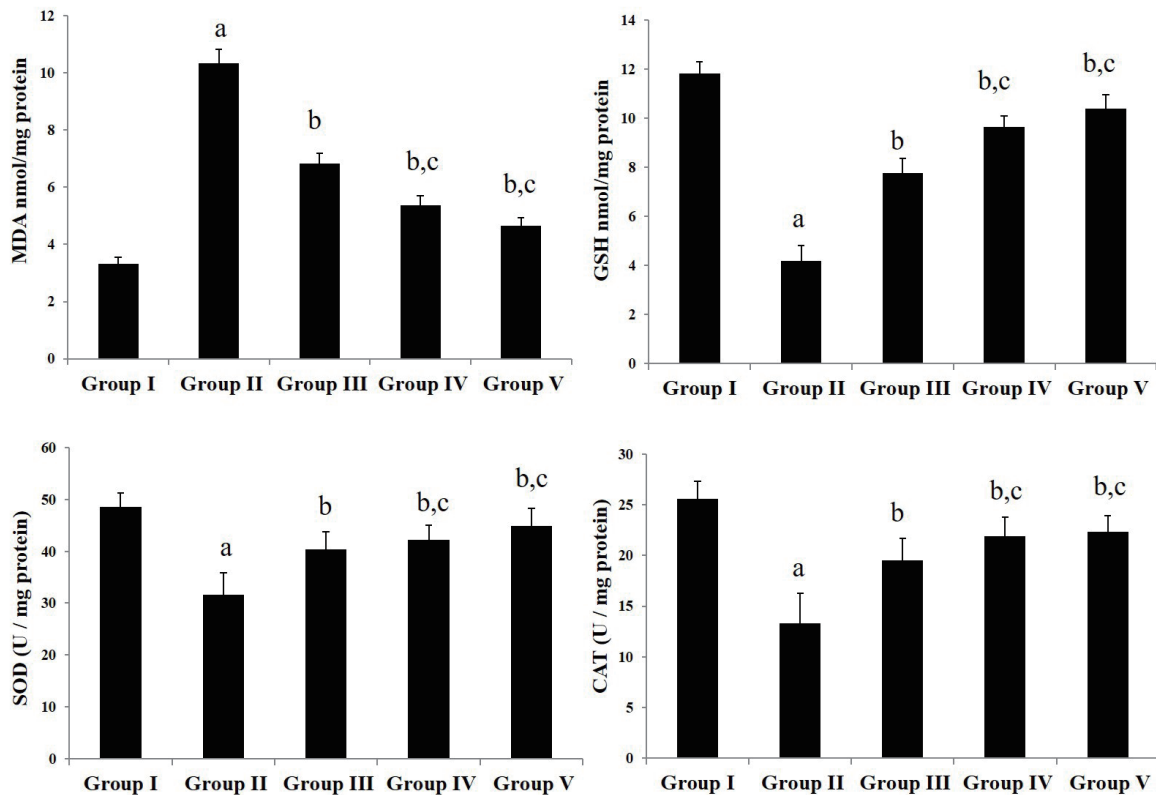 MDA nmol/mg protein
12
10
8
6
4
2
0
a
b
b,c
b,c
Group I Group II Group III Group IV Group V
GSH nmol/mg protein
14
12
10
8
6
4
2
0
a
b
b,c
b,c
Group I Group II Group III Group IV Group V
SOD (U / mg protein)
60
50
40
30
20
10
0
a
b
b,c
b,c
Group I Group II Group III Group IV Group V
CAT (U / mg protein)
30
25
20
15
10
5
0
a
b
b,c
b,c
Group I Group II Group III Group IV Group V